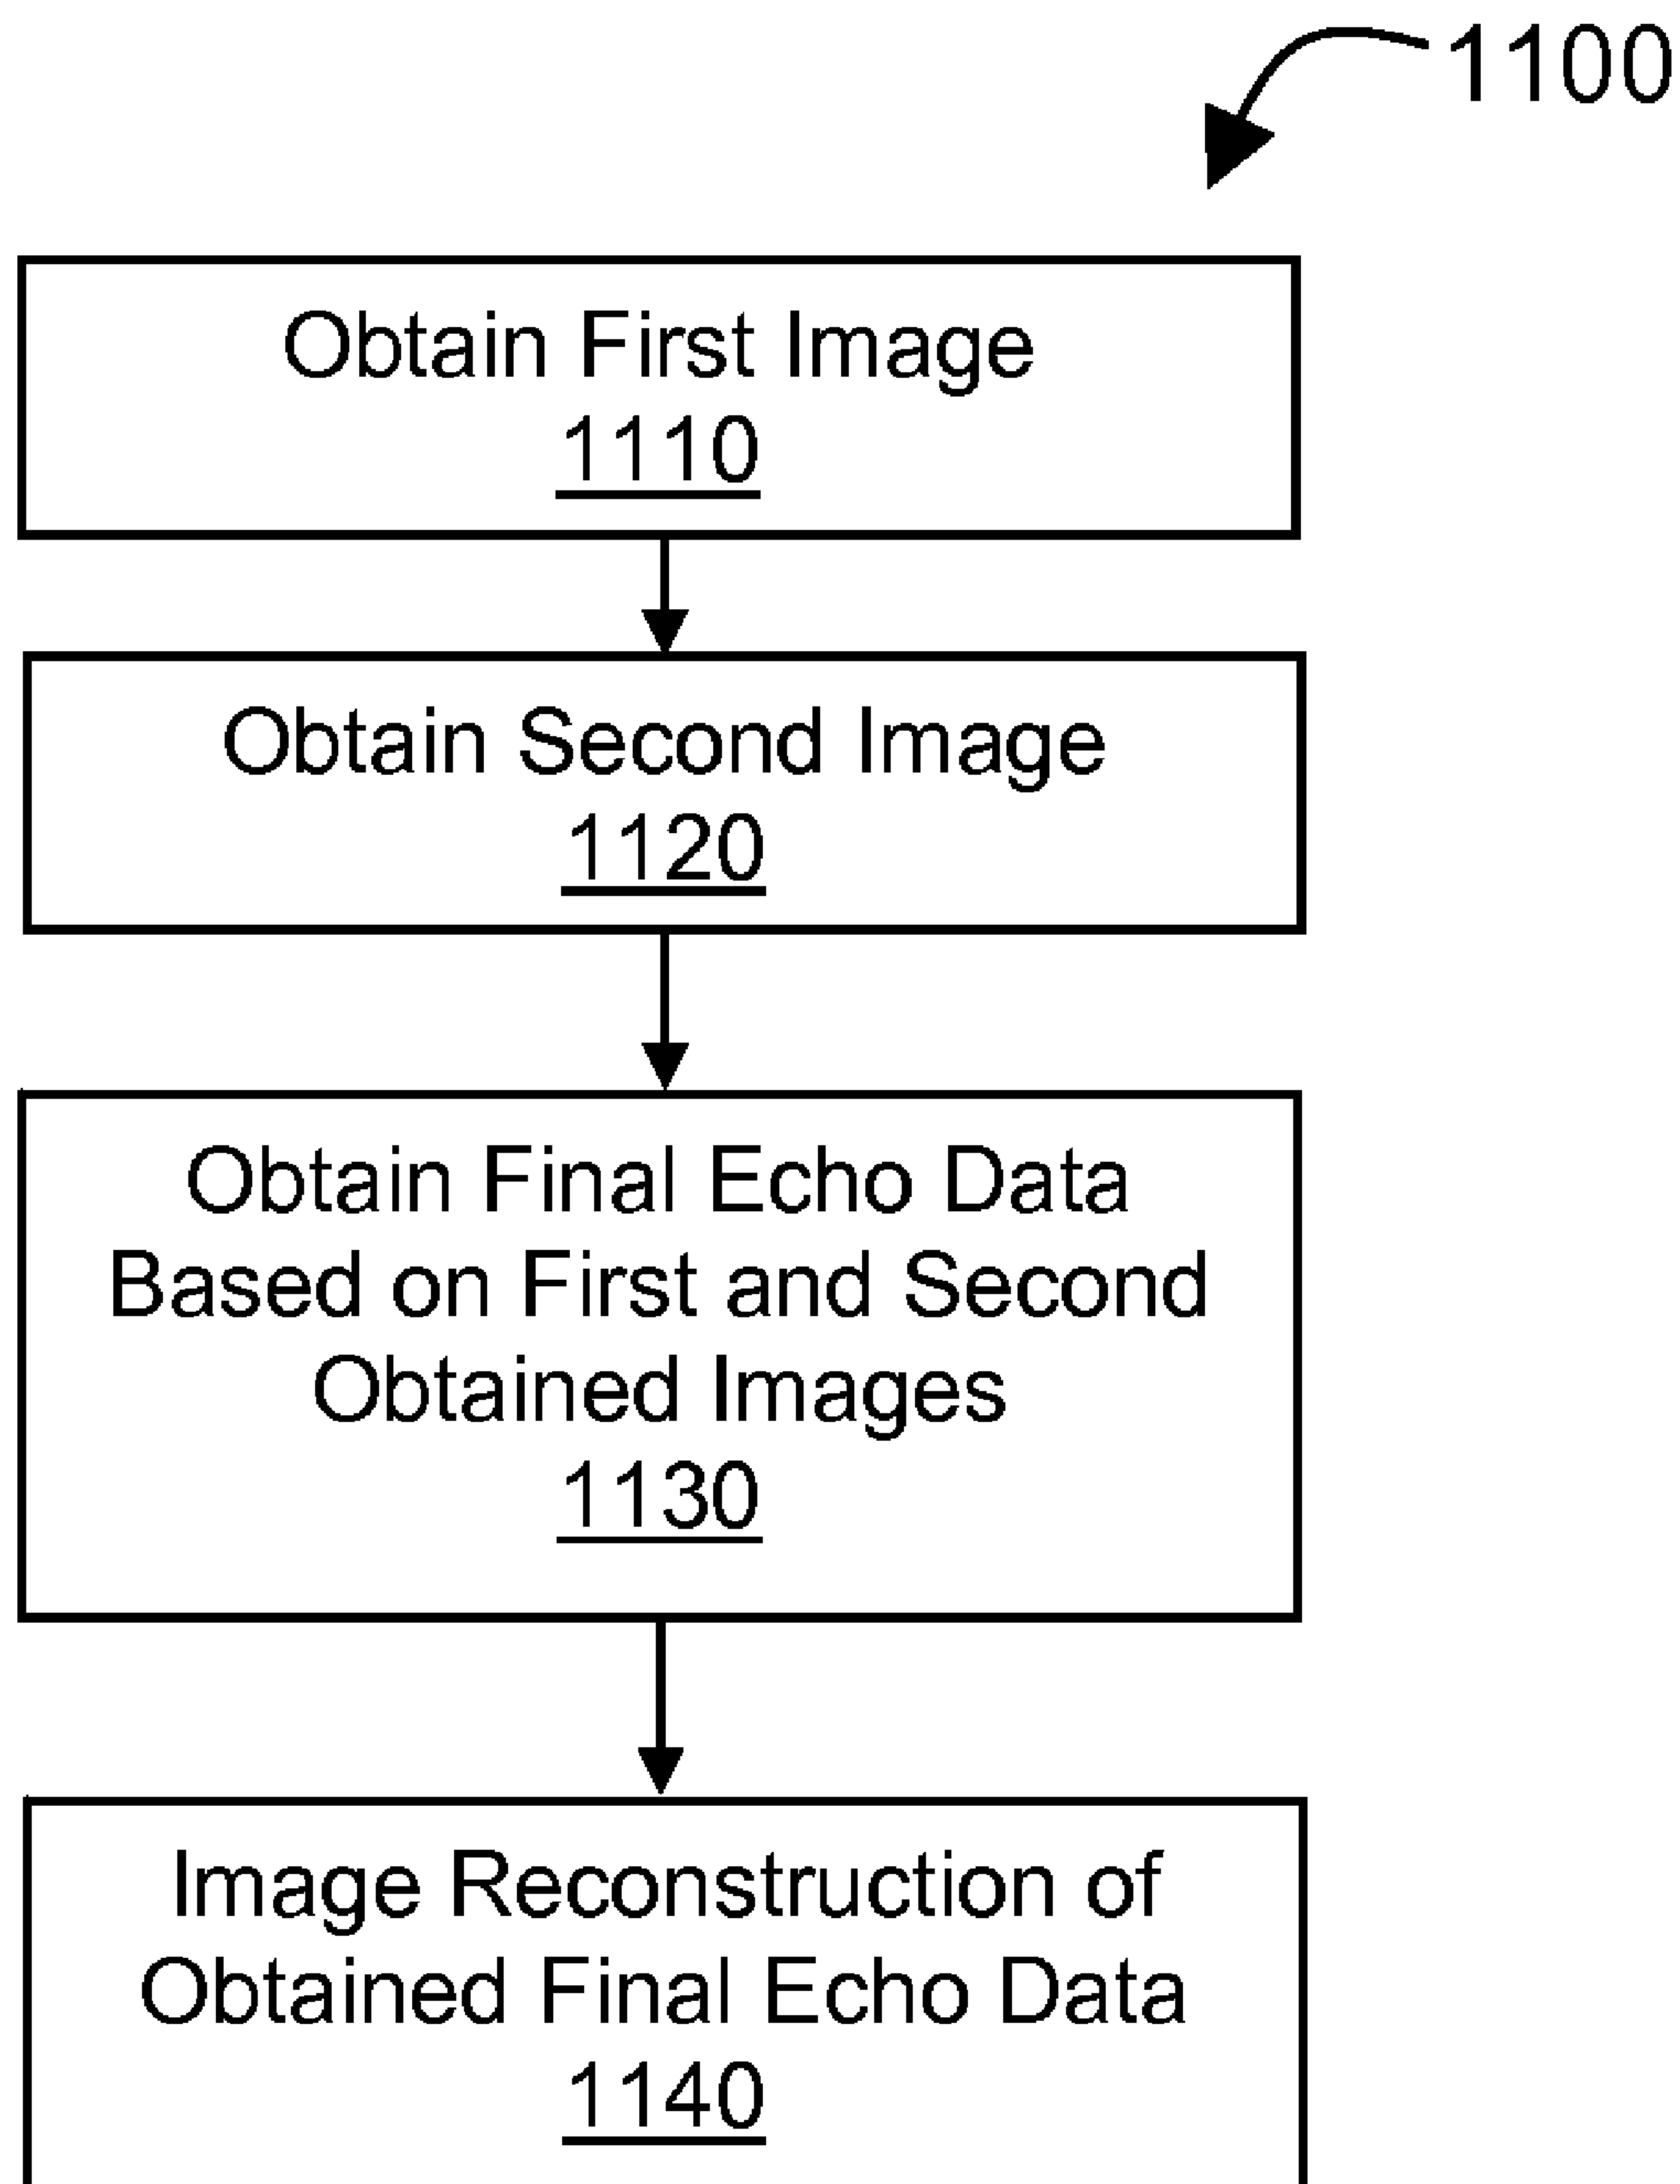 1100
Obtain First Image
1110
Obtain Second Image
1120
Obtain Final Echo Data
Based on First and Second
Obtained Images
1130
Image Reconstruction of
Obtained Final Echo Data
1140